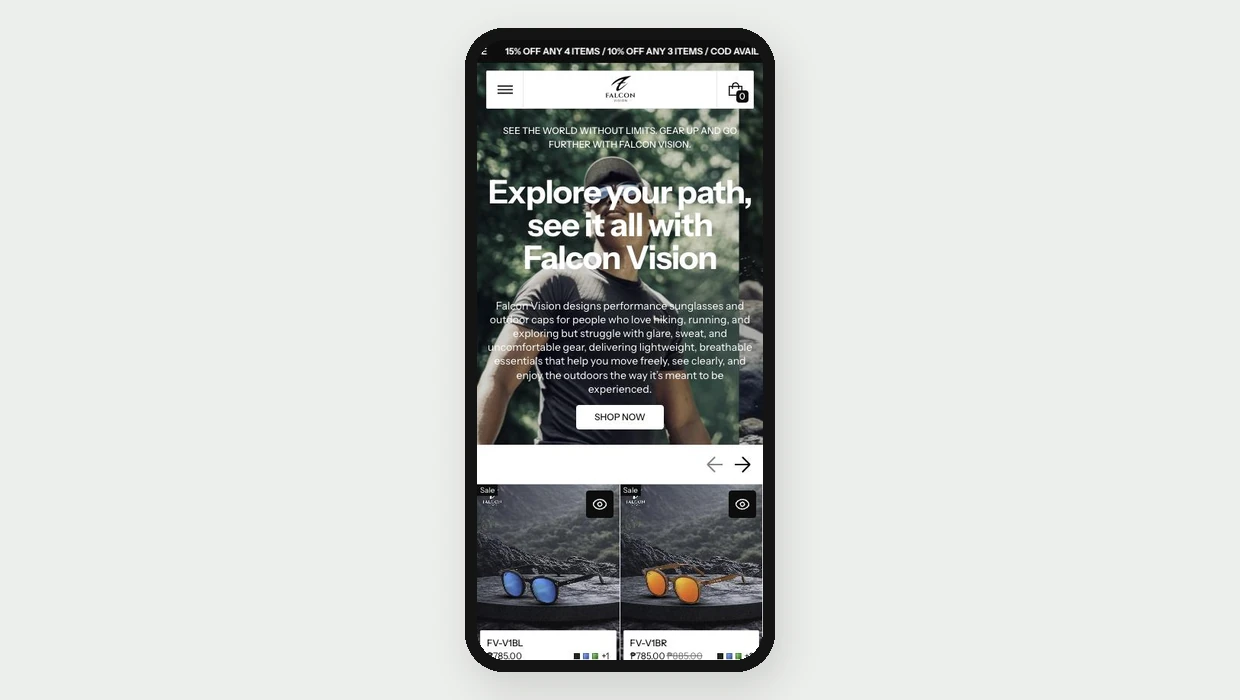 15% OFF ANY 4 ITEMS / 10% OFF ANY 3 ITEMS / COD AVAIL
FALCON
VISION
0
SEE THE WORLD WITHOUT LIMITS. GEAR UP AND GO
FURTHER WITH FALCON VISION.
Explore your path,
see it all with
Falcon Vision
Falcon Vision designs performance sunglasses and
outdoor caps for people who love hiking, running, and
exploring but struggle with glare, sweat, and
uncomfortable gear, delivering lightweight, breathable
essentials that help you move freely, see clearly, and
enjoy the outdoors the way it's meant to be
experienced.
SHOP NOW
Sale
FALCON
Sale
FALCON
FV-V1BL
₱785.00
+1
FV-V1BR
₱785.00 ₱885.00